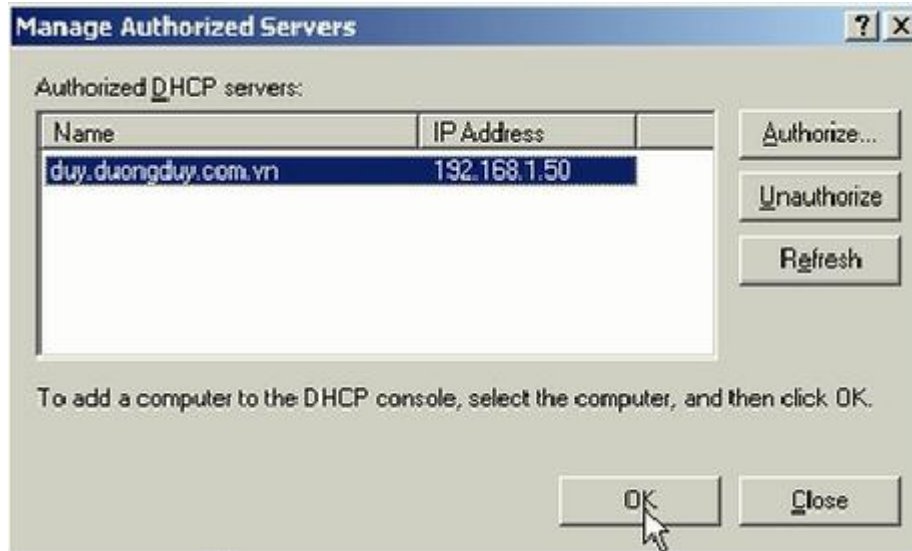 Manage Authorized Servers
Authorized DHCP servers:
Name IP Address
duy.duongduy.com.vn 192.168.1.50
Authorize...
Unauthorize
Refresh
To add a computer to the DHCP console, select the computer, and then click OK.
OK Close